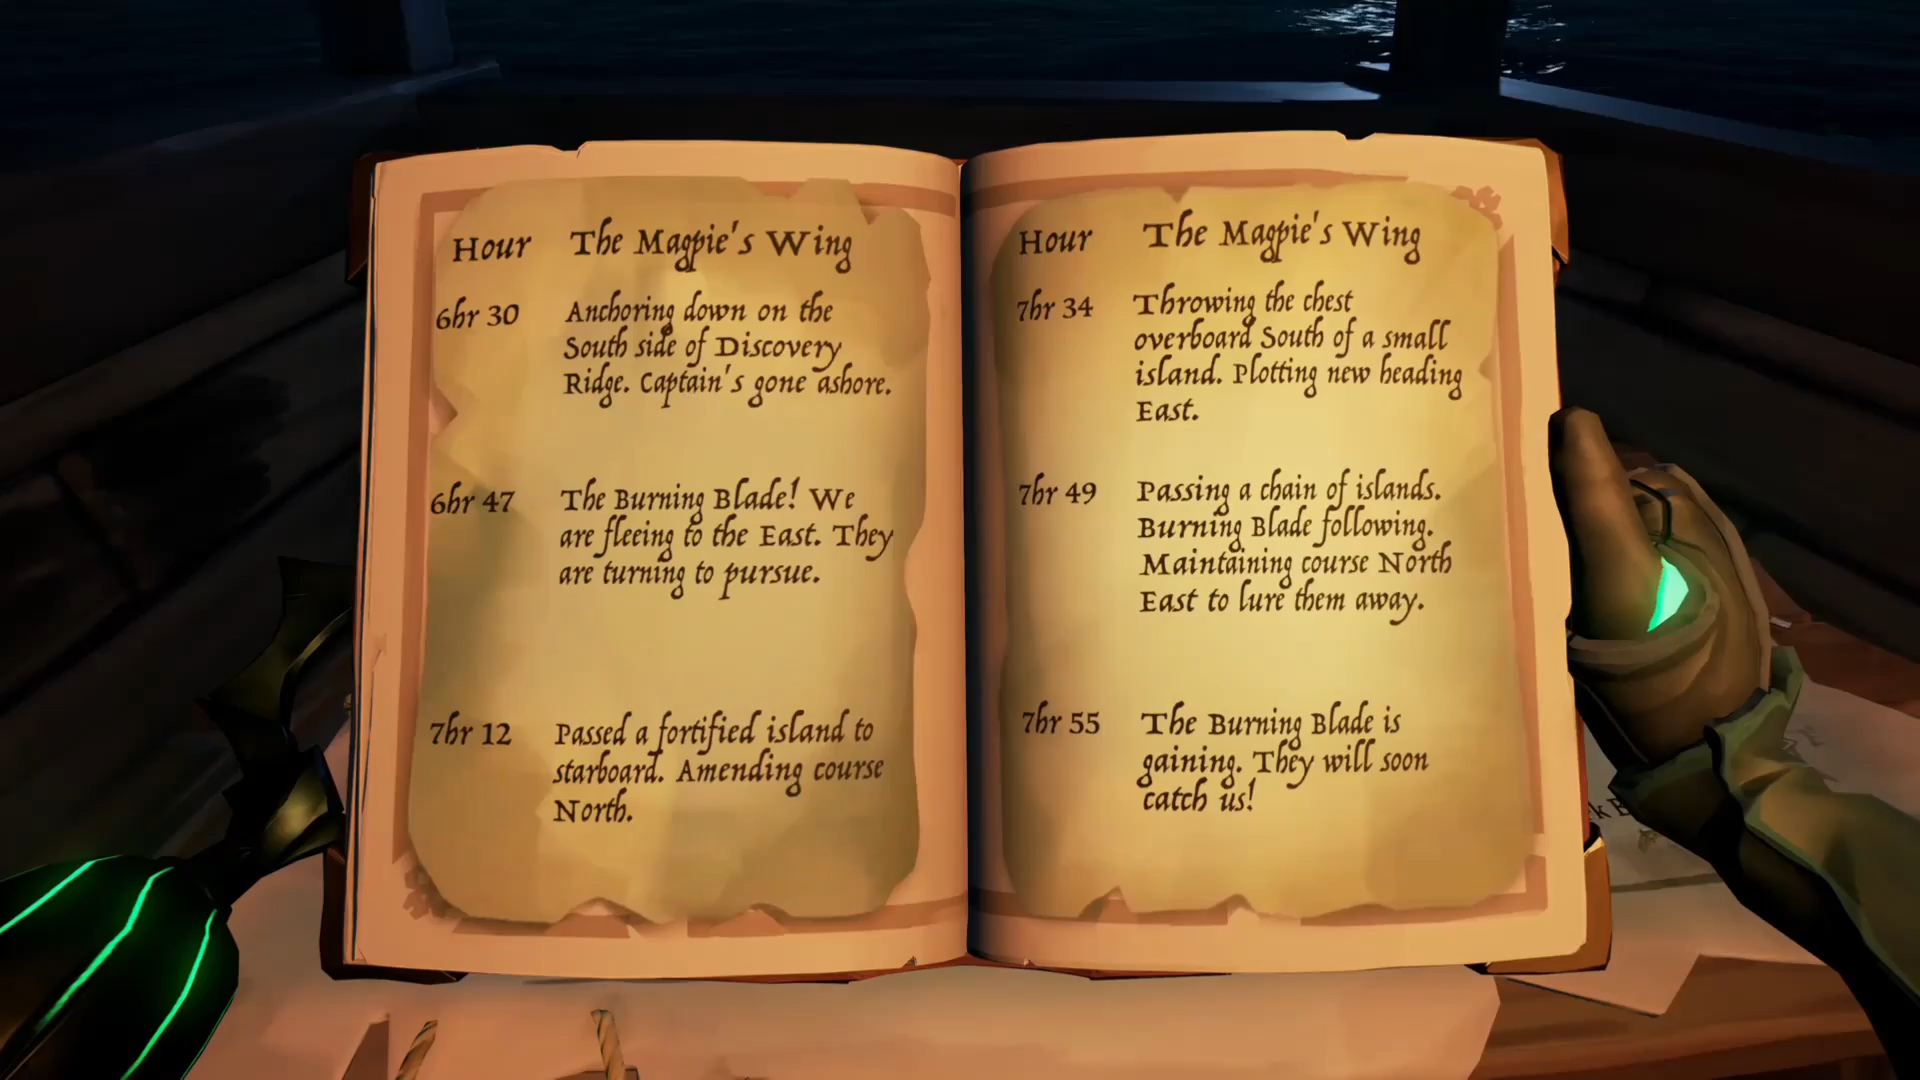 Hour The Magpie's Wing
6hr 30 Anchoring down on the
South side of Discovery
Ridge. Captain's gone ashore.
6hr 47 The Burning Blade! We
are fleeing to the East. They
are turning to pursue.
7hr 12 Passed a fortified island to
starboard. Amending course
North.
Hour The Magpie's Wing
7hr 34 Throwing the chest
overboard South of a small
island. Plotting new heading
East.
7hr 49 Passing a chain of islands.
Burning Blade following.
Maintaining course North
East to lure them away.
7hr 55 The Burning Blade is
gaining. They will soon
catch us!